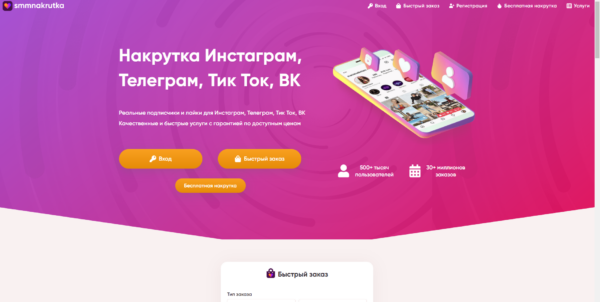 smmnakrutka
Вход
Быстрый заказ
Регистрация
Бесплатная накрутка
Услуги
Накрутка Инстаграм,
Телеграм, Тик Ток, ВК
Реальные подписчики и лайки для Инстаграм, Телеграм, Тик Ток, ВК
Качественные и быстрые услуги с гарантией по доступным ценам
Вход
Быстрый заказ
Бесплатная накрутка
500+ тысяч
пользователей
30+ миллионов
заказов
Быстрый заказ
Тип заказа